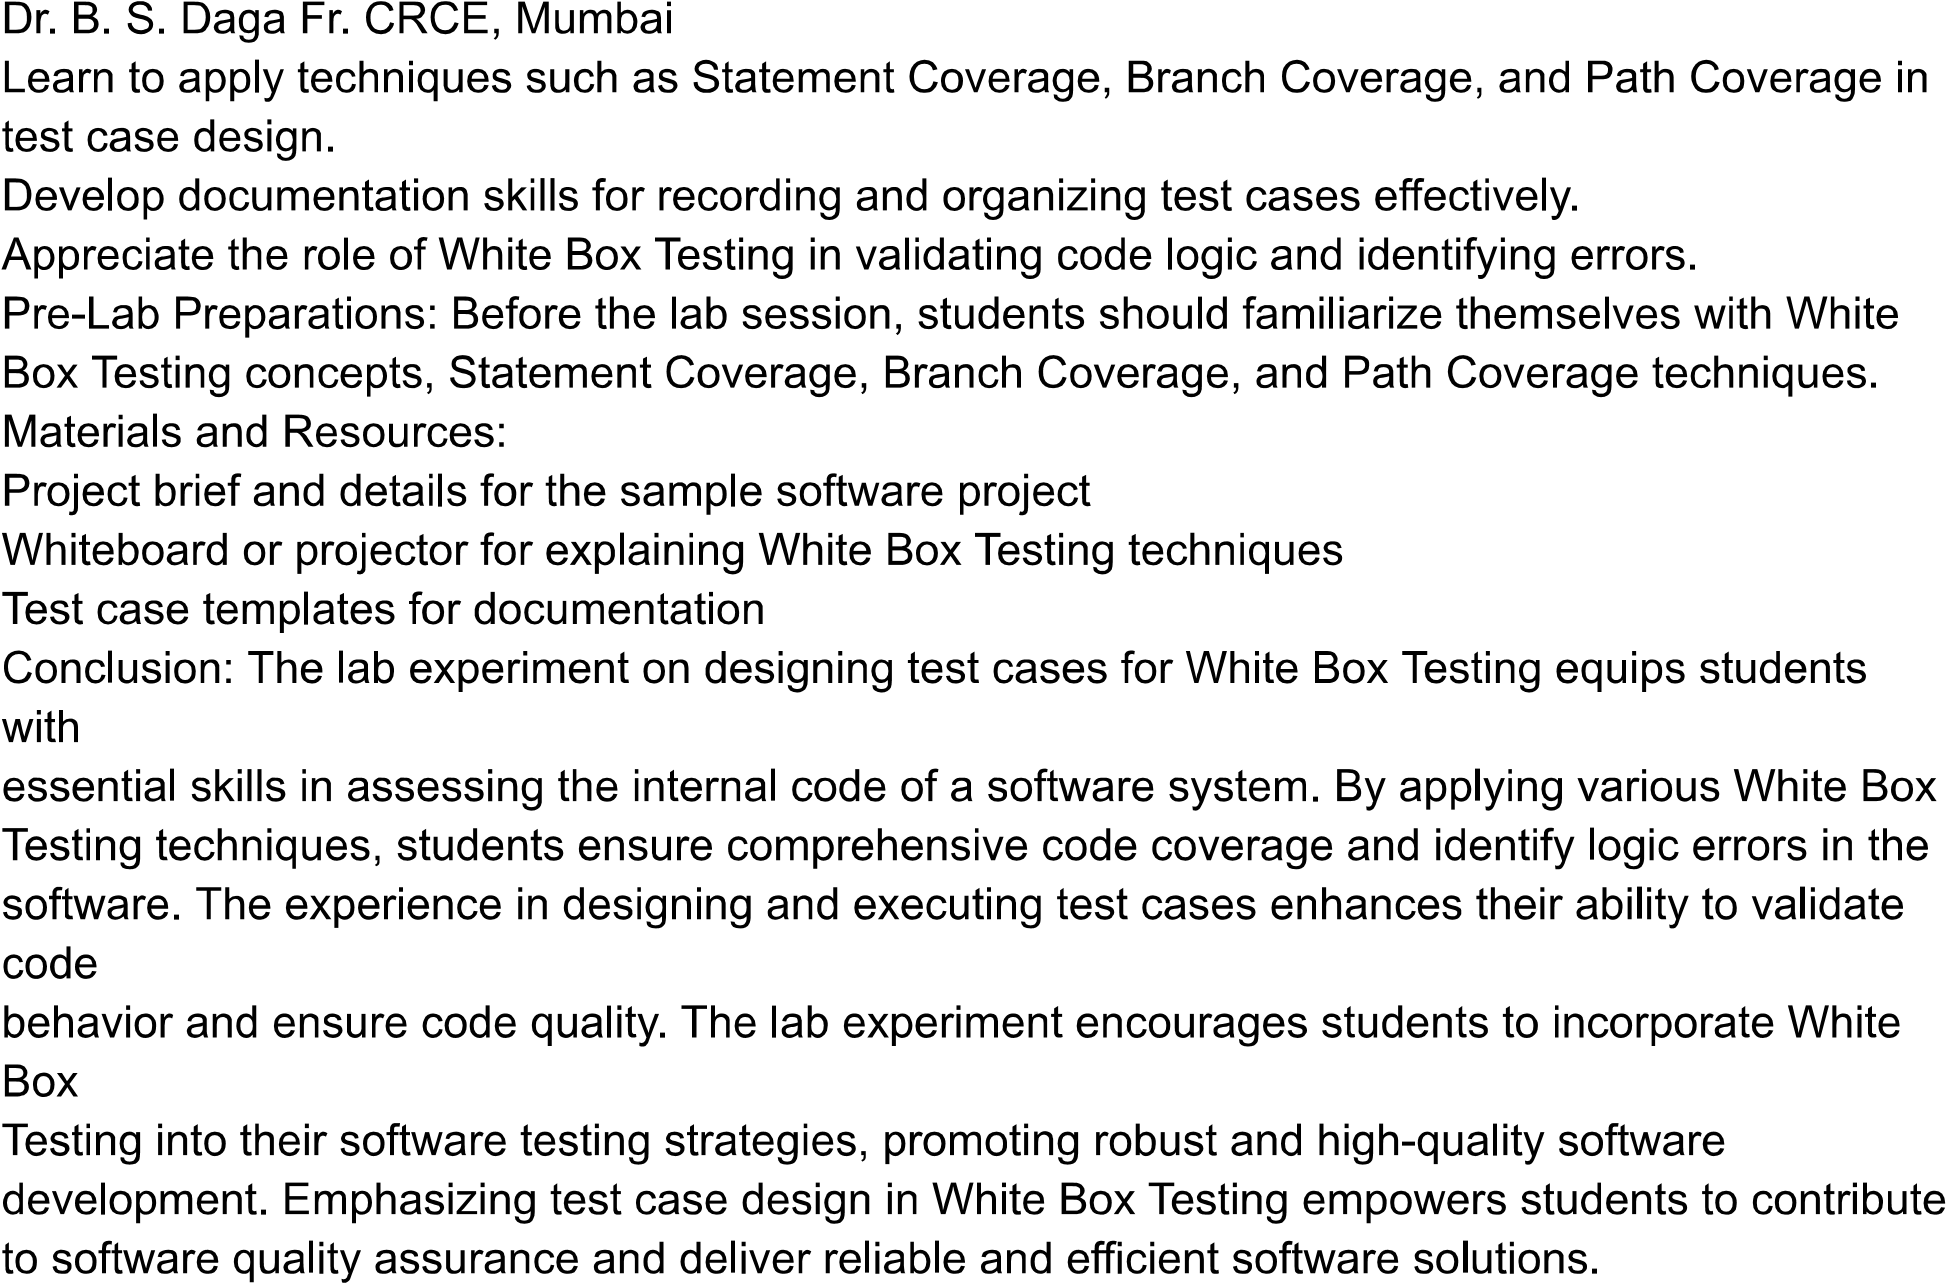 Dr. B. S. Daga Fr. CRCE, Mumbai
Learn to apply techniques such as Statement Coverage, Branch Coverage, and Path Coverage in
test case design.
Develop documentation skills for recording and organizing test cases effectively.
Appreciate the role of White Box Testing in validating code logic and identifying errors.
Pre-Lab Preparations: Before the lab session, students should familiarize themselves with White
Box Testing concepts, Statement Coverage, Branch Coverage, and Path Coverage techniques.
Materials and Resources:
Project brief and details for the sample software project
Whiteboard or projector for explaining White Box Testing techniques
Test case templates for documentation
Conclusion: The lab experiment on designing test cases for White Box Testing equips students
with
essential skills in assessing the internal code of a software system. By applying various White Box
Testing techniques, students ensure comprehensive code coverage and identify logic errors in the
software. The experience in designing and executing test cases enhances their ability to validate
code
behavior and ensure code quality. The lab experiment encourages students to incorporate White
Box
Testing into their software testing strategies, promoting robust and high-quality software
development. Emphasizing test case design in White Box Testing empowers students to contribute
to software quality assurance and deliver reliable and efficient software solutions.